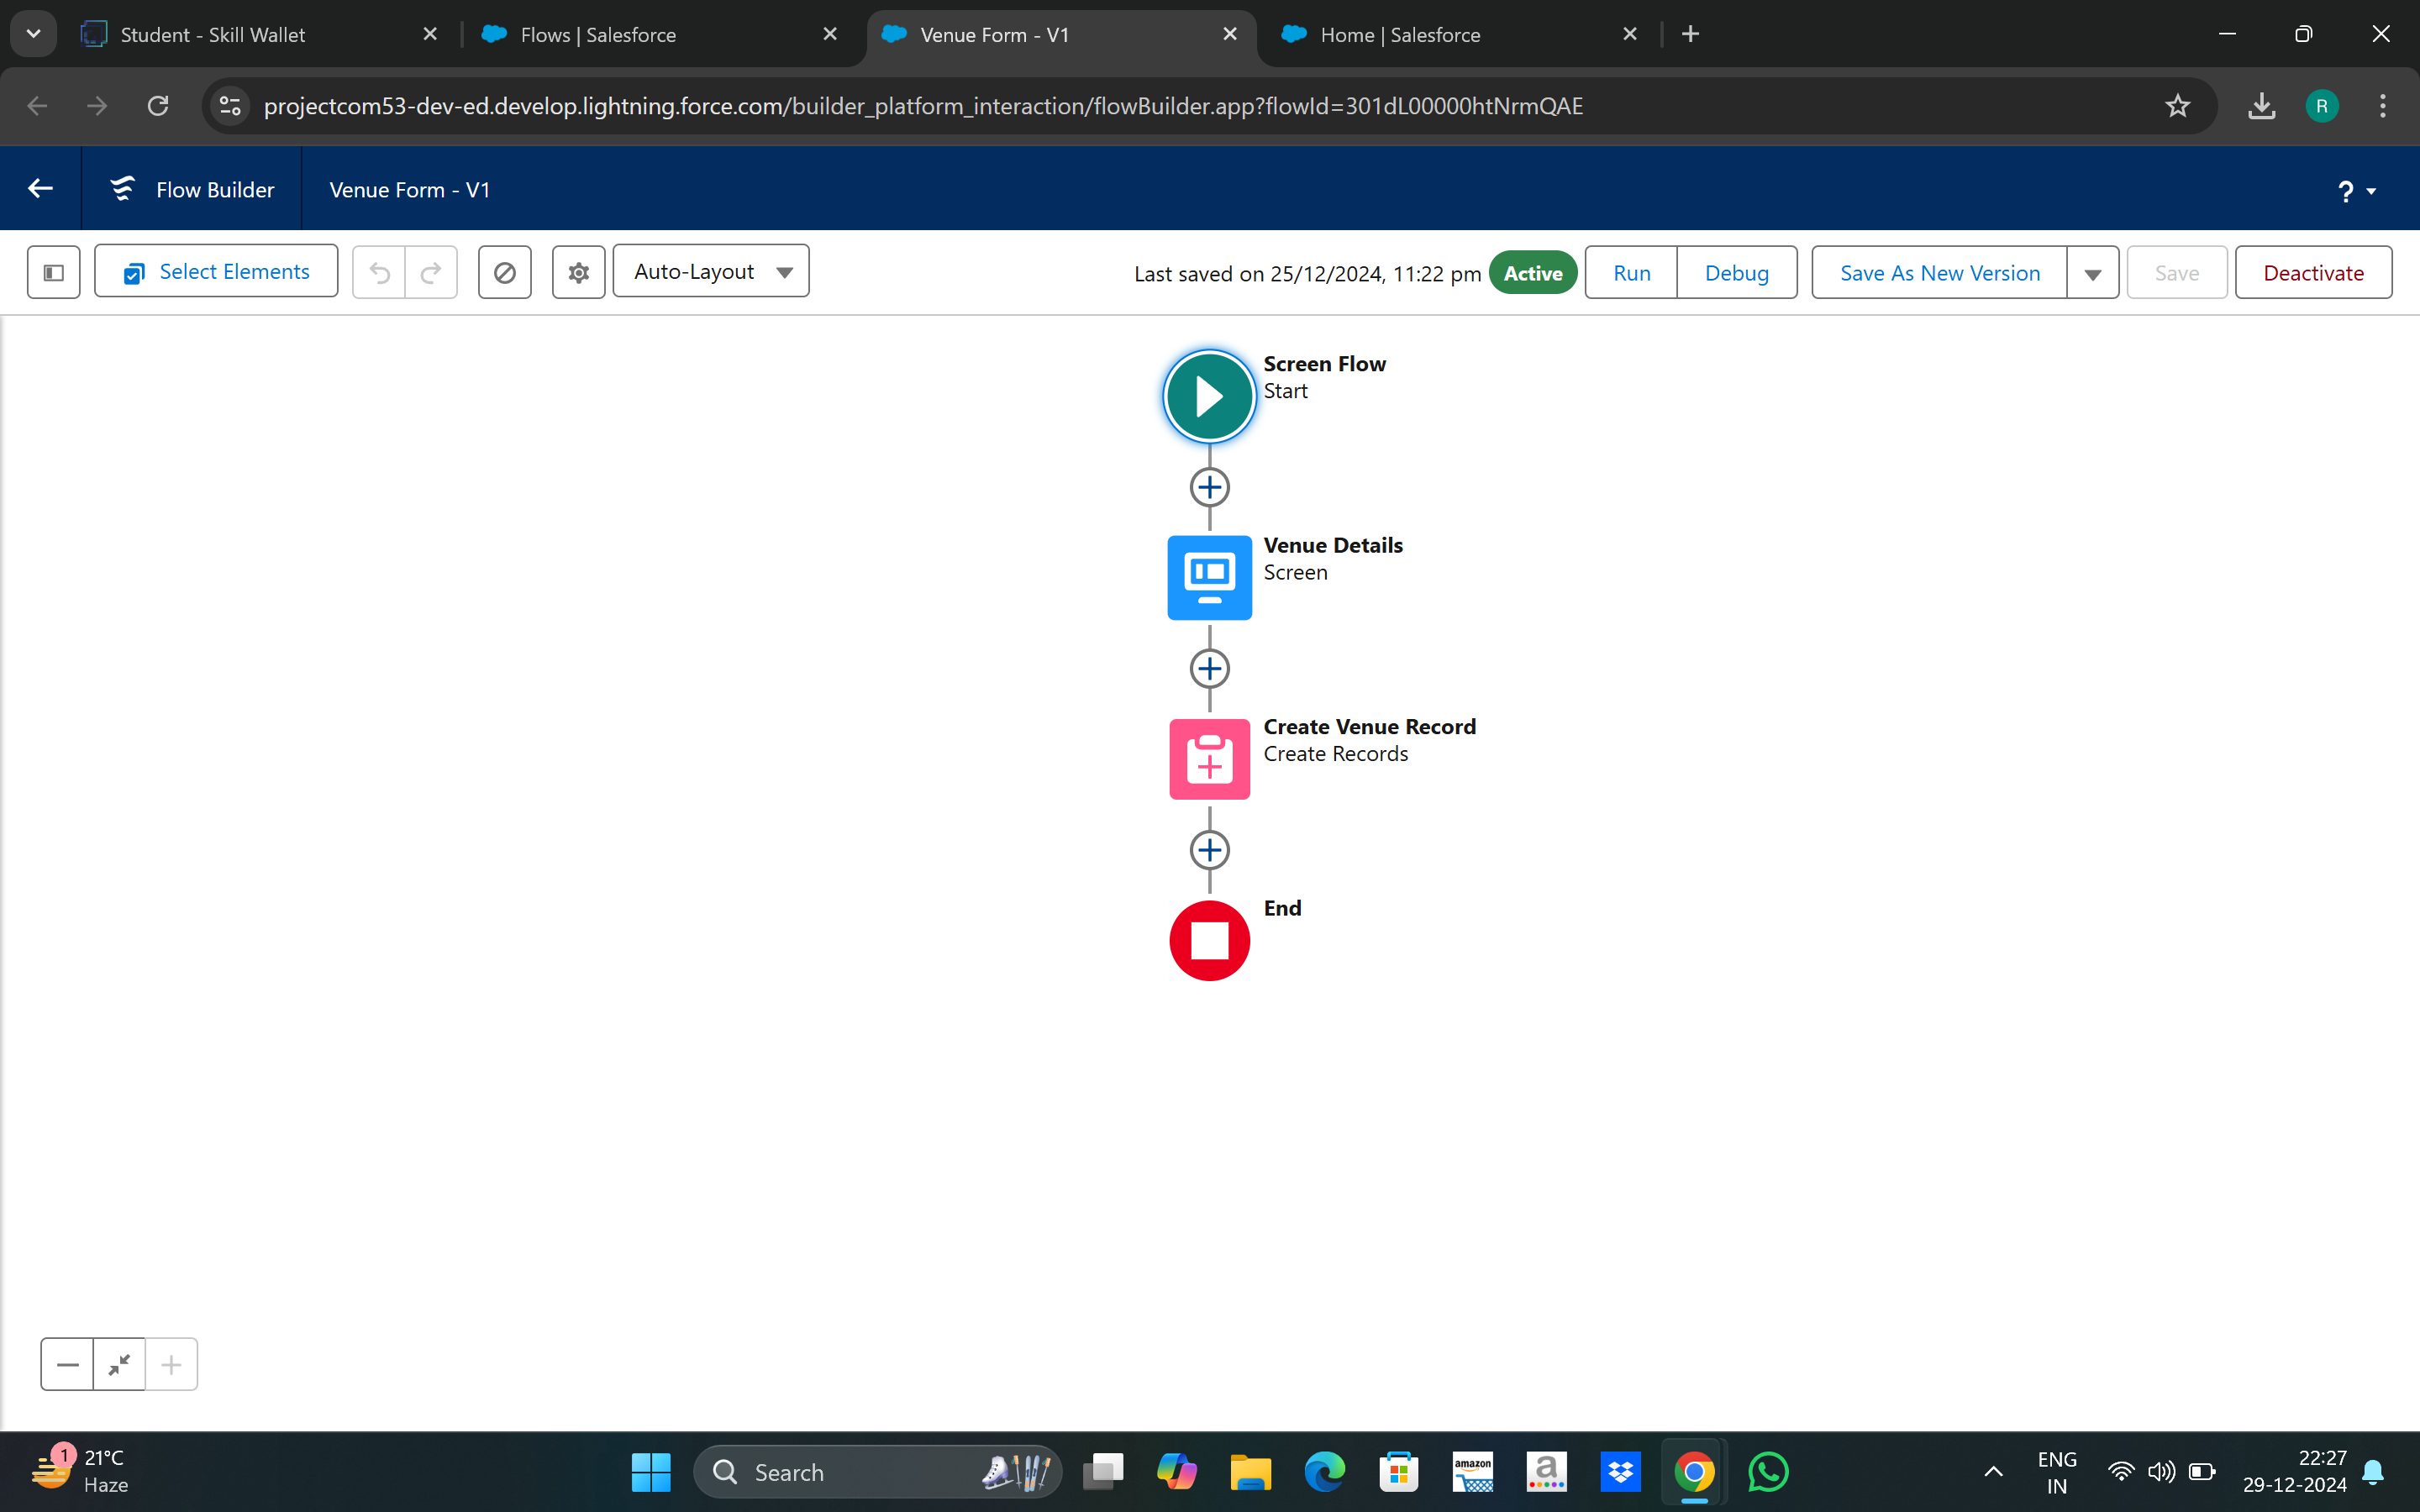 Student - Skill Wallet
Flows | Salesforce
Venue Form - V1
Home | Salesforce
projectcom53-dev-ed.develop.lightning.force.com/builder_platform_interaction/flowBuilder.app?flowId=301dL00000htNrmQAE
R
Flow Builder
Venue Form - V1
?
Select Elements
Auto-Layout
Last saved on 25/12/2024, 11:22 pm
Active
Run
Debug
Save As New Version
Save
Deactivate
Screen Flow
Start
Venue Details
Screen
Create Venue Record
Create Records
End
1
21°C
Haze
Search
amazon
a
ENG
IN
22:27
29-12-2024